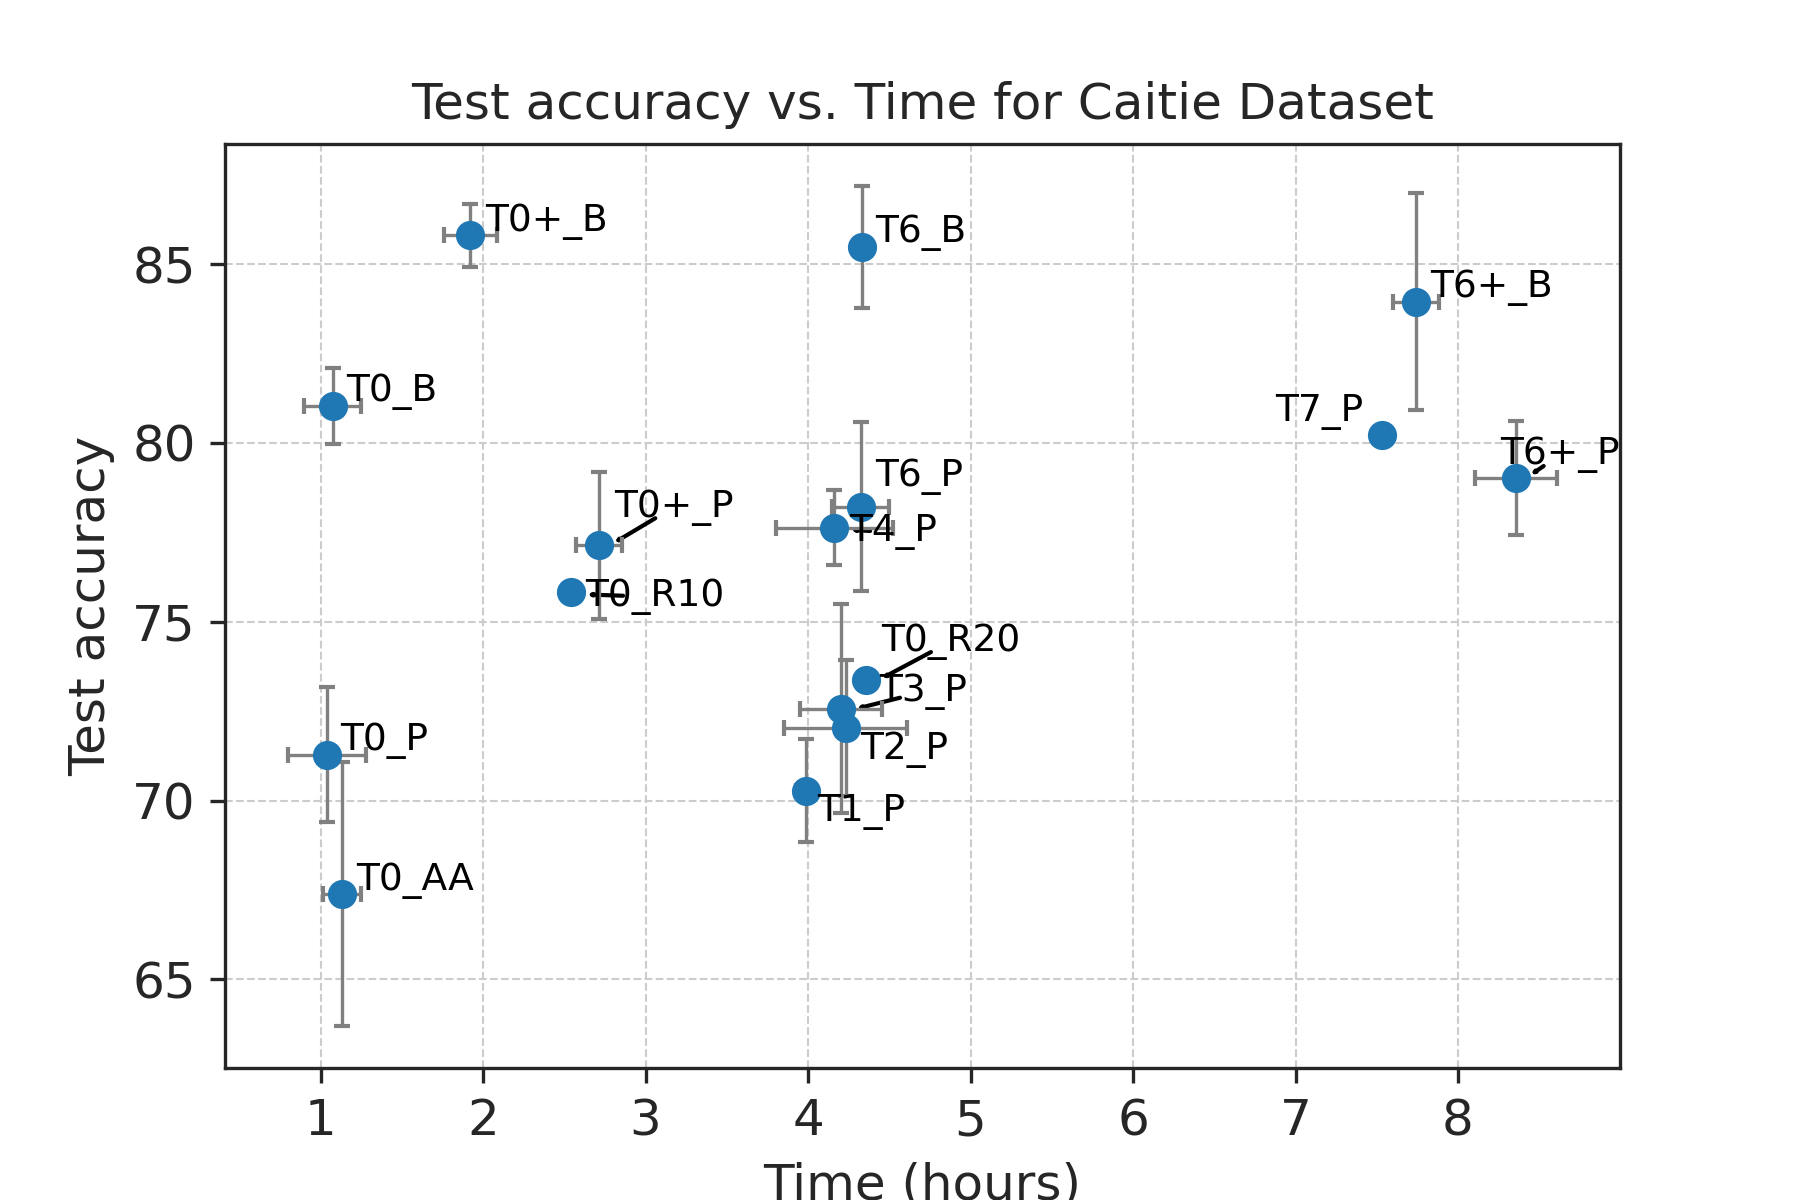 Test accuracy vs. Time for Caitie Dataset
T0+_B
T6_B
85
T6+_B
T0_B
T7_P
80
T6+_P
T6_P
T0+_P
T4_P
T0_R10
75
T0_R20
T3_P
T0_P
T2_P
70
T1_P
T0_AA
65
Test accuracy
1 2 3 4 5 6 7 8
Time (hours)